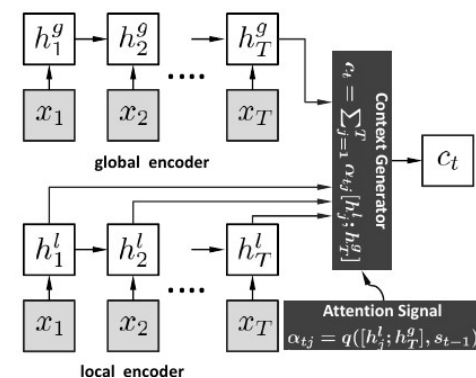 h_1^g h_2^g h_T^g
....
x_1 x_2 x_T
global encoder
h_1^l h_2^l h_T^l
....
x_1 x_2 x_T
local encoder
Context Generator
c_t = \sum_{j=1}^{T} \alpha_{tj} [h_j^l; h_T^g]
c_t
Attention Signal
\alpha_{tj} = q([h_j^l; h_T^g], s_{t-1})